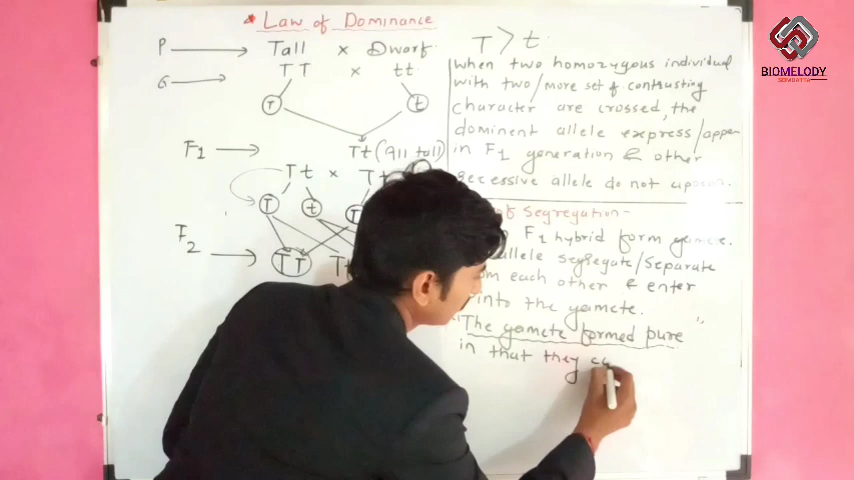 * Law of Dominance
P → Tall × Dwarf
G → TT × tt
T t
F1 → Tt (All tall)
Tt × T
T t T
F2 → TT Tt
T > t
when two homozygous individual
with two/more set of contrusting
character are crossed, the
dominent allele express/appear
in F1 generation & other
recessive allele do not appear.
of Segregation-
F1 hybrid form gamete.
allele segregate/separate
each other & enter
into the gamete.
"The gamete formed pure"
in that they
BIOMELODY
SOMDATTA